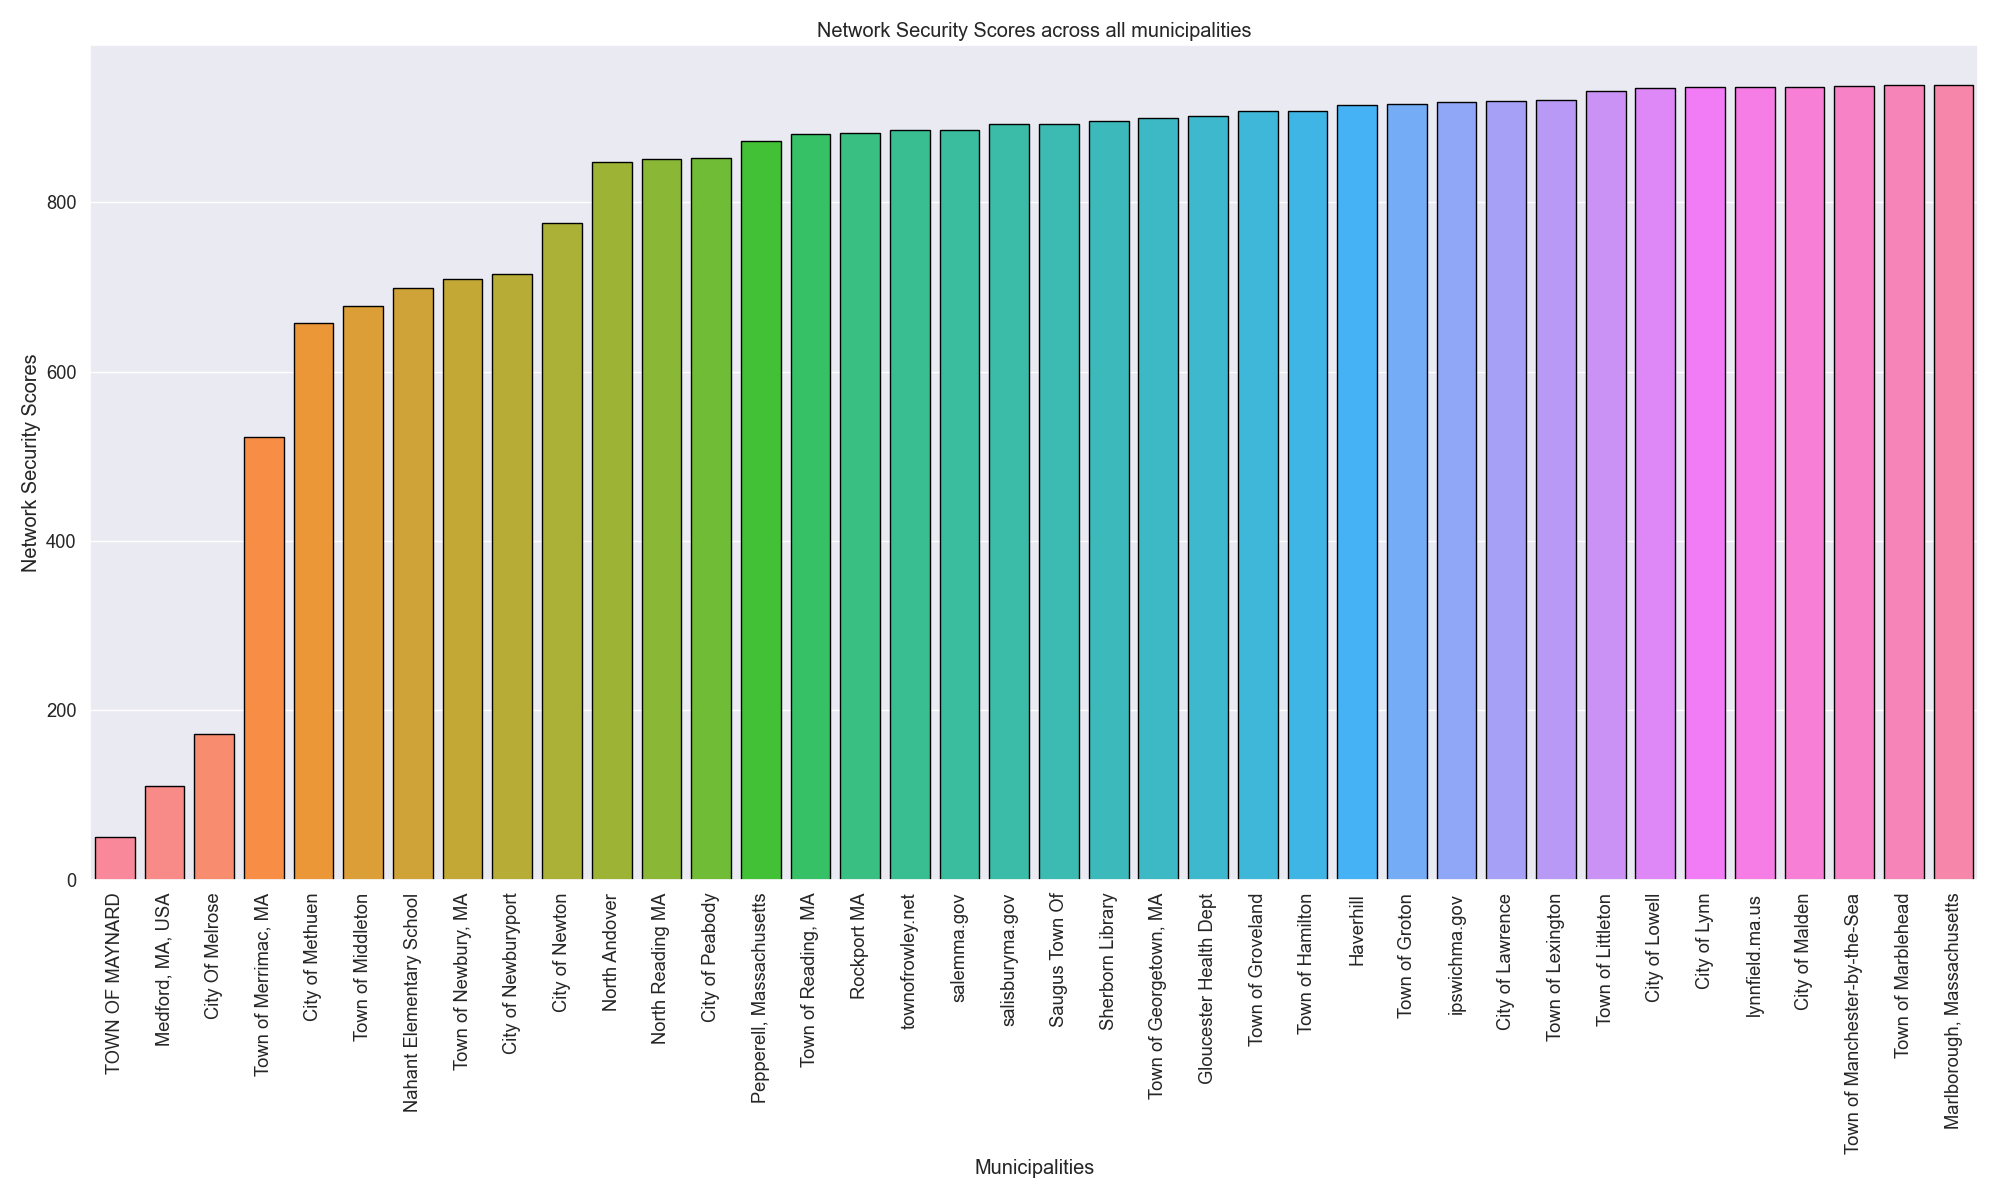 Network Security Scores across all municipalities
Network Security Scores
800
600
400
200
0
TOWN OF MAYNARD
Medford, MA, USA
City Of Melrose
Town of Merrimac, MA
City of Methuen
Town of Middleton
Nahant Elementary School
Town of Newbury, MA
City of Newburyport
City of Newton
North Andover
North Reading MA
City of Peabody
Pepperell, Massachusetts
Town of Reading, MA
Rockport MA
townofrowley.net
salemma.gov
salisburyma.gov
Saugus Town Of
Sherborn Library
Town of Georgetown, MA
Gloucester Health Dept
Town of Groveland
Town of Hamilton
Haverhill
Town of Groton
ipswichma.gov
City of Lawrence
Town of Lexington
Town of Littleton
City of Lowell
City of Lynn
lynnfield.ma.us
City of Malden
Town of Manchester-by-the-Sea
Town of Marblehead
Marlborough, Massachusetts
Municipalities